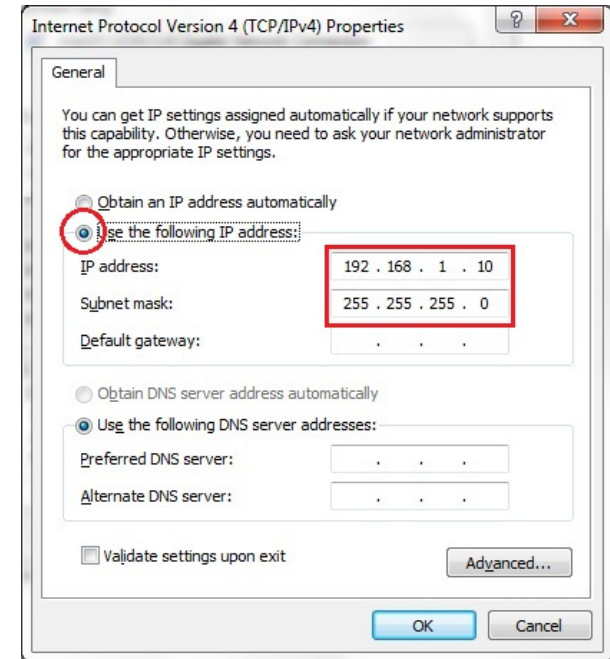 Internet Protocol Version 4 (TCP/IPv4) Properties
?
X
General
You can get IP settings assigned automatically if your network supports
this capability. Otherwise, you need to ask your network administrator
for the appropriate IP settings.
Obtain an IP address automatically
Use the following IP address:
IP address: 192 . 168 . 1 . 10
Subnet mask: 255 . 255 . 255 . 0
Default gateway: . . .
Obtain DNS server address automatically
Use the following DNS server addresses:
Preferred DNS server: . . .
Alternate DNS server: . . .
Validate settings upon exit
Advanced...
OK Cancel